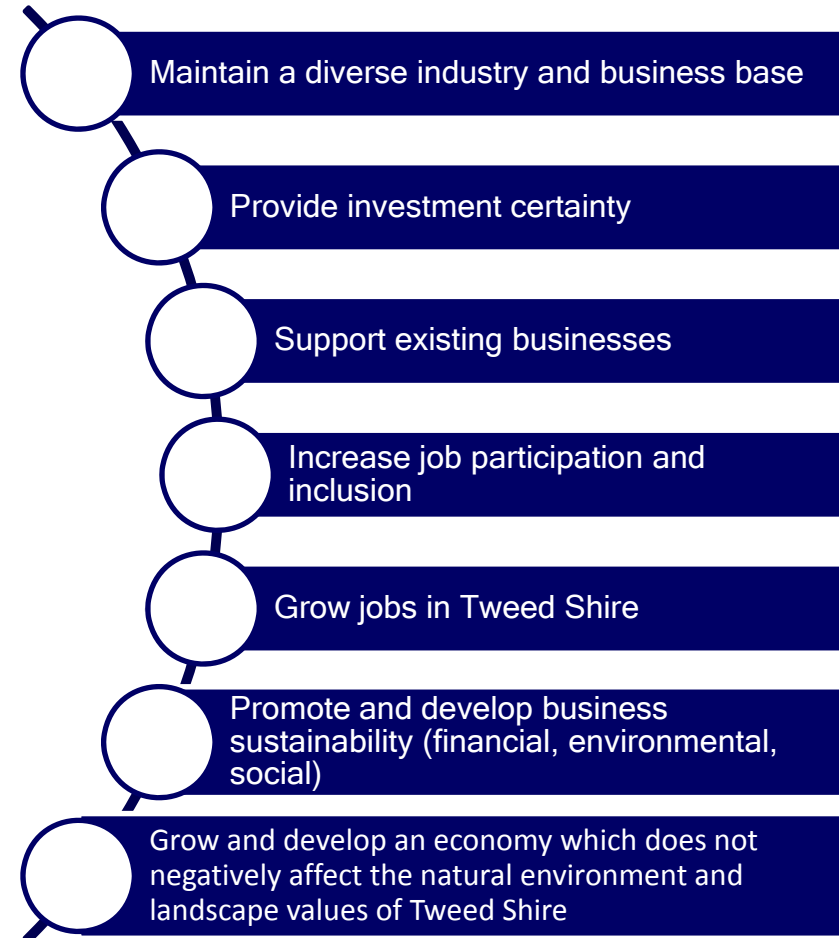 Maintain a diverse industry and business base
Provide investment certainty
Support existing businesses
Increase job participation and
inclusion
Grow jobs in Tweed Shire
Promote and develop business
sustainability (financial, environmental,
social)
Grow and develop an economy which does not
negatively affect the natural environment and
landscape values of Tweed Shire